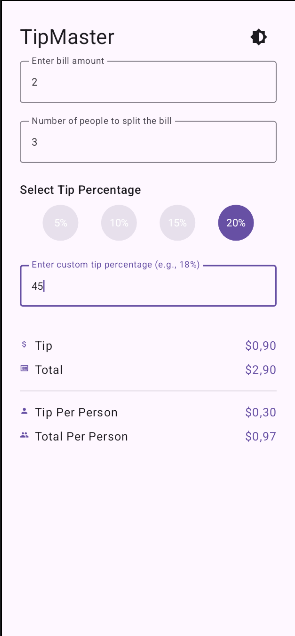 TipMaster
Enter bill amount
2
Number of people to split the bill
3
Select Tip Percentage
5% 10% 15% 20%
Enter custom tip percentage (e.g., 18%)
45
$ Tip $0,90
Total $2,90
Tip Per Person $0,30
Total Per Person $0,97